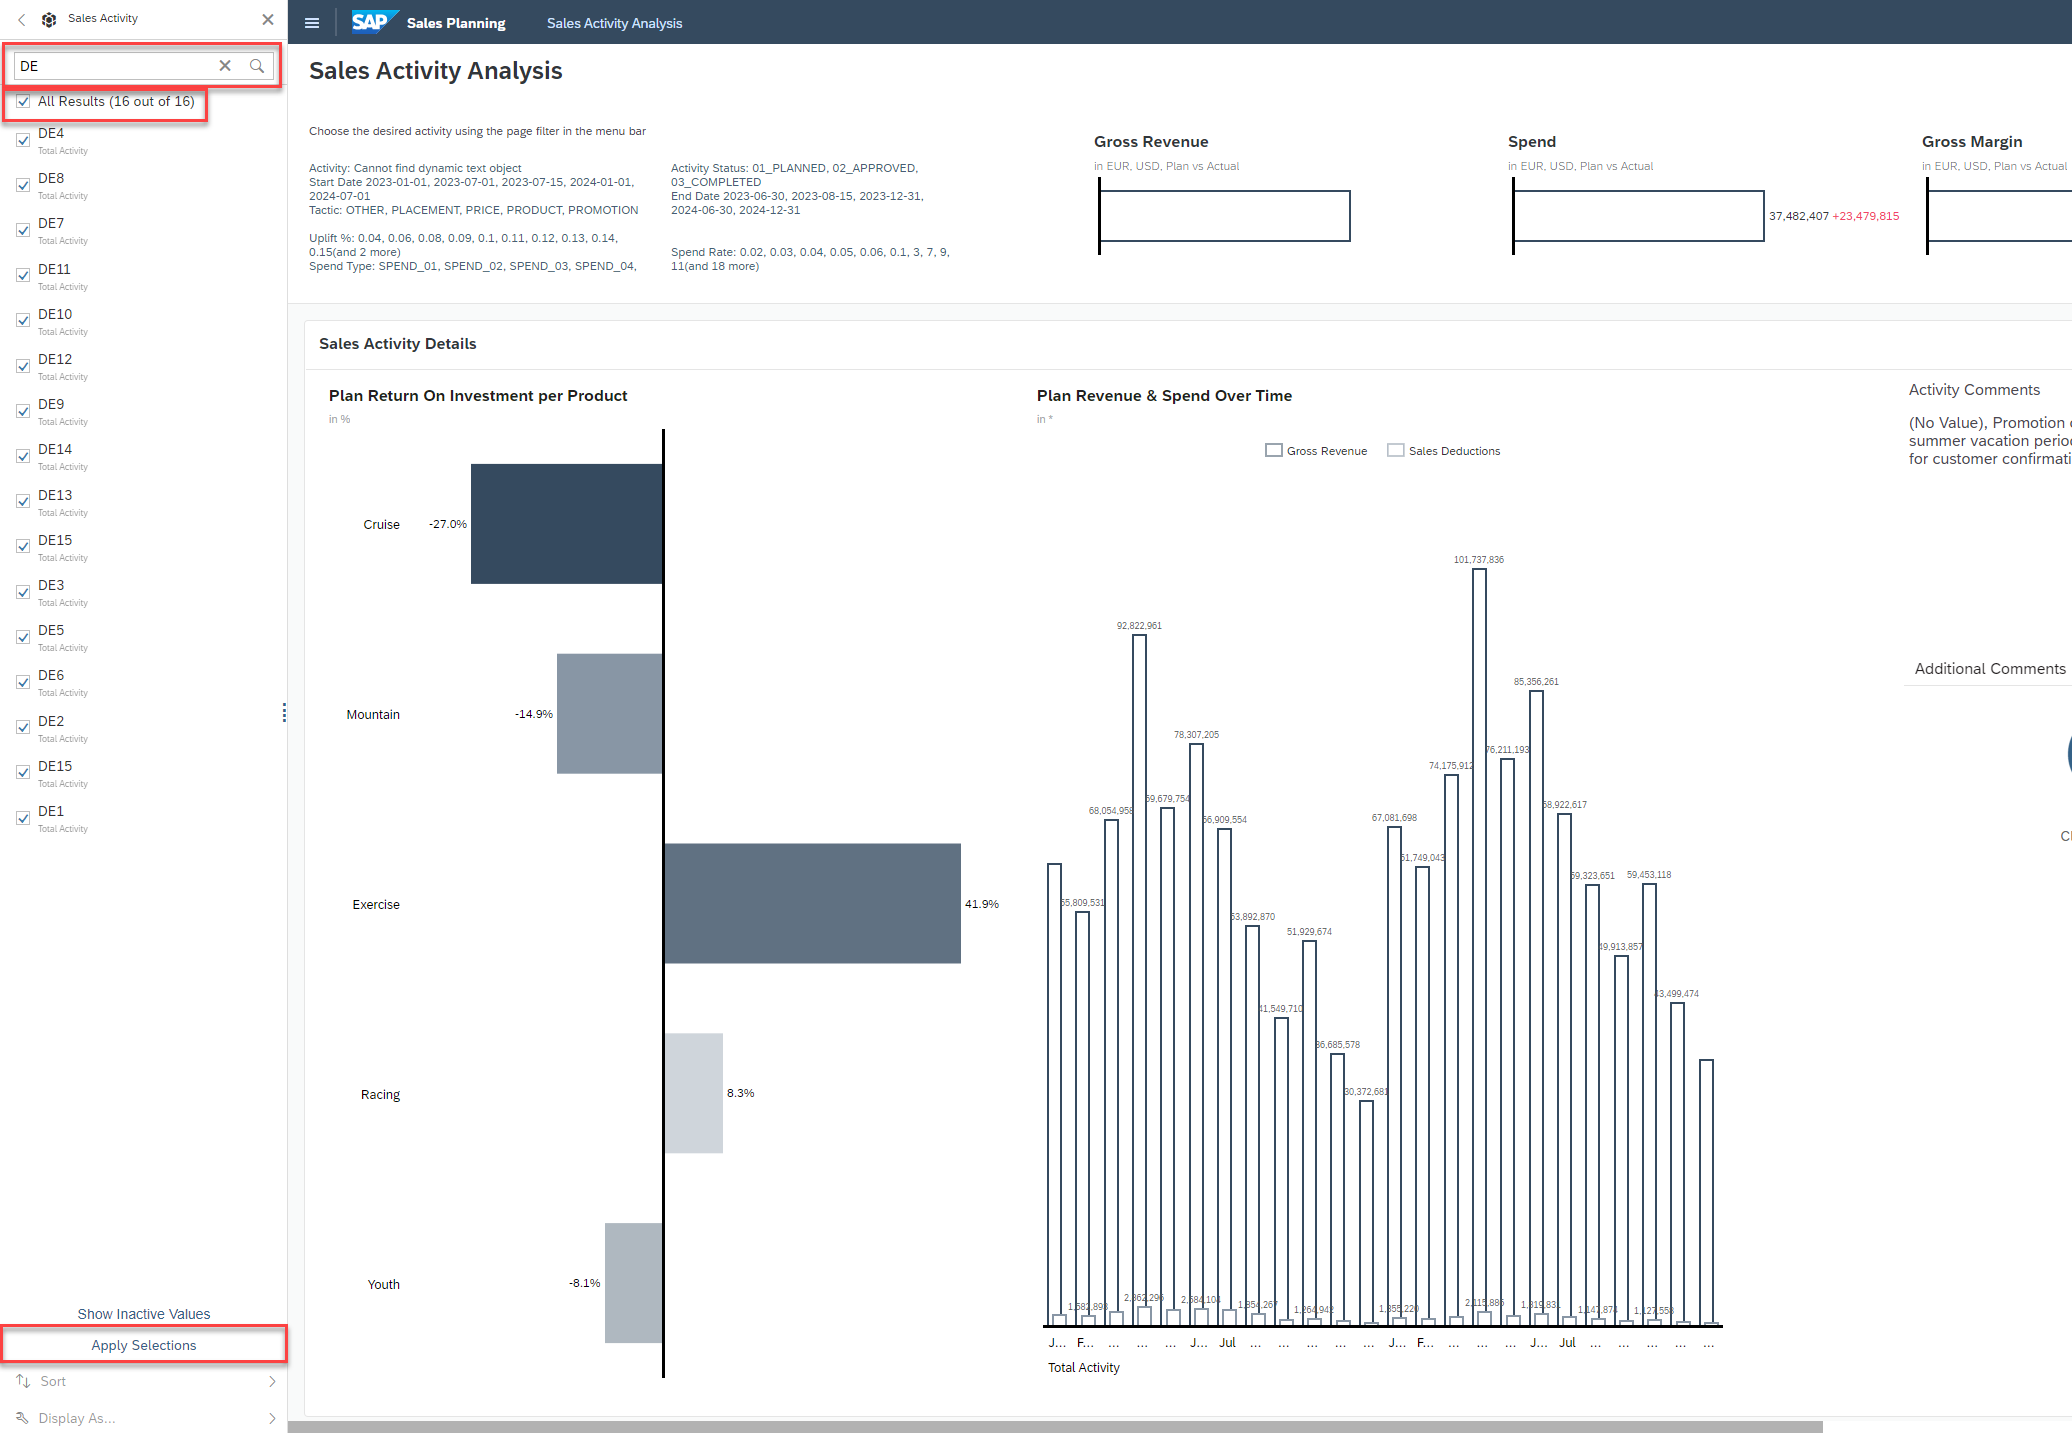 Sales Activity
DE
All Results (16 out of 16)
DE4
Total Activity
DE8
Total Activity
DE7
Total Activity
DE11
Total Activity
DE10
Total Activity
DE12
Total Activity
DE9
Total Activity
DE14
Total Activity
DE13
Total Activity
DE15
Total Activity
DE3
Total Activity
DE5
Total Activity
DE6
Total Activity
DE2
Total Activity
DE15
Total Activity
DE1
Total Activity
Show Inactive Values
Apply Selections
Sort
Display As...
SAP Sales Planning Sales Activity Analysis
Sales Activity Analysis
Choose the desired activity using the page filter in the menu bar
Activity: Cannot find dynamic text object
Start Date 2023-01-01, 2023-07-01, 2023-07-15, 2024-01-01,
2024-07-01
Tactic: OTHER, PLACEMENT, PRICE, PRODUCT, PROMOTION
Uplift %: 0.04, 0.06, 0.08, 0.09, 0.1, 0.11, 0.12, 0.13, 0.14,
0.15(and 2 more)
Spend Type: SPEND_01, SPEND_02, SPEND_03, SPEND_04,
Activity Status: 01_PLANNED, 02_APPROVED,
03_COMPLETED
End Date 2023-06-30, 2023-08-15, 2023-12-31,
2024-06-30, 2024-12-31
Spend Rate: 0.02, 0.03, 0.04, 0.05, 0.06, 0.1, 3, 7, 9,
11(and 18 more)
Gross Revenue
in EUR, USD, Plan vs Actual
Spend
in EUR, USD, Plan vs Actual
37,482,407 +23,479,815
Gross Margin
in EUR, USD, Plan vs Actual
Sales Activity Details
Plan Return On Investment per Product
in %
Cruise -27.0%
Mountain -14.9%
Exercise 41.9%
Racing 8.3%
Youth -8.1%
Plan Revenue & Spend Over Time
in *
Gross Revenue Sales Deductions
101,737,836
92,822,961
85,356,261
78,307,205
76,211,193
74,175,912
69,679,754
68,922,617
68,054,958
66,909,554
67,081,698
61,749,043
59,323,651
59,453,118
55,809,531
53,892,870
51,929,674
49,913,857
43,499,474
41,549,710
36,685,578
30,372,681
1,582,893
2,362,296
2,584,104
1,854,267
1,264,942
1,355,220
2,115,885
1,819,831
1,147,874
1,127,558
J... F... ... ... ... J... Jul ... ... ... ... ... J... F... ... ... ... J... Jul ... ... ... ... ...
Total Activity
Activity Comments
(No Value), Promotion
summer vacation
for customer
Additional Comments